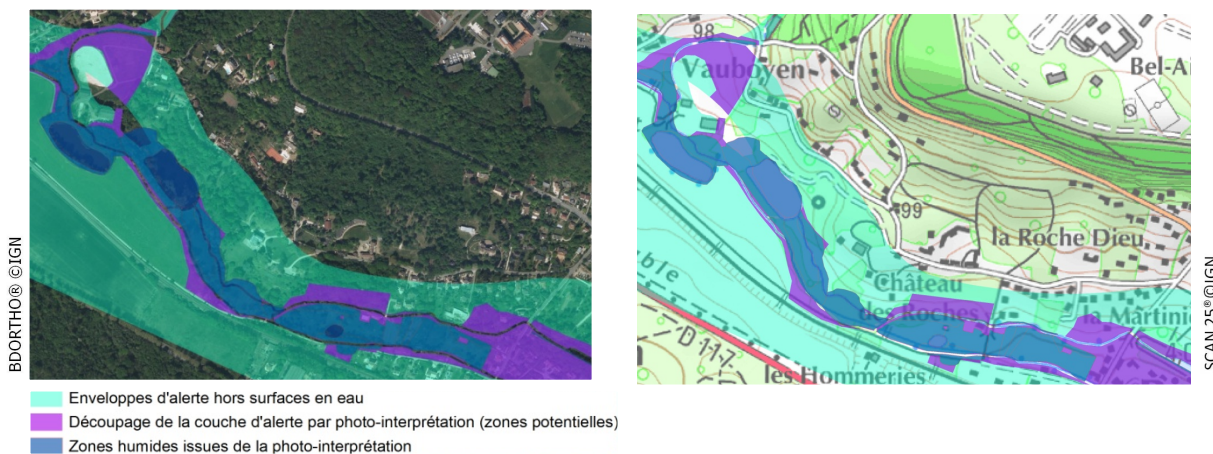 BDORTHO® ©IGN
98
Vauboyen
Bel-Ai
99
la Roche Dieu
ble
Château
des Roches
la Martini
D 117
les Hommeries
SCAN 25®©IGN
Enveloppes d'alerte hors surfaces en eau
Découpage de la couche d'alerte par photo-interprétation (zones potentielles)
Zones humides issues de la photo-interprétation